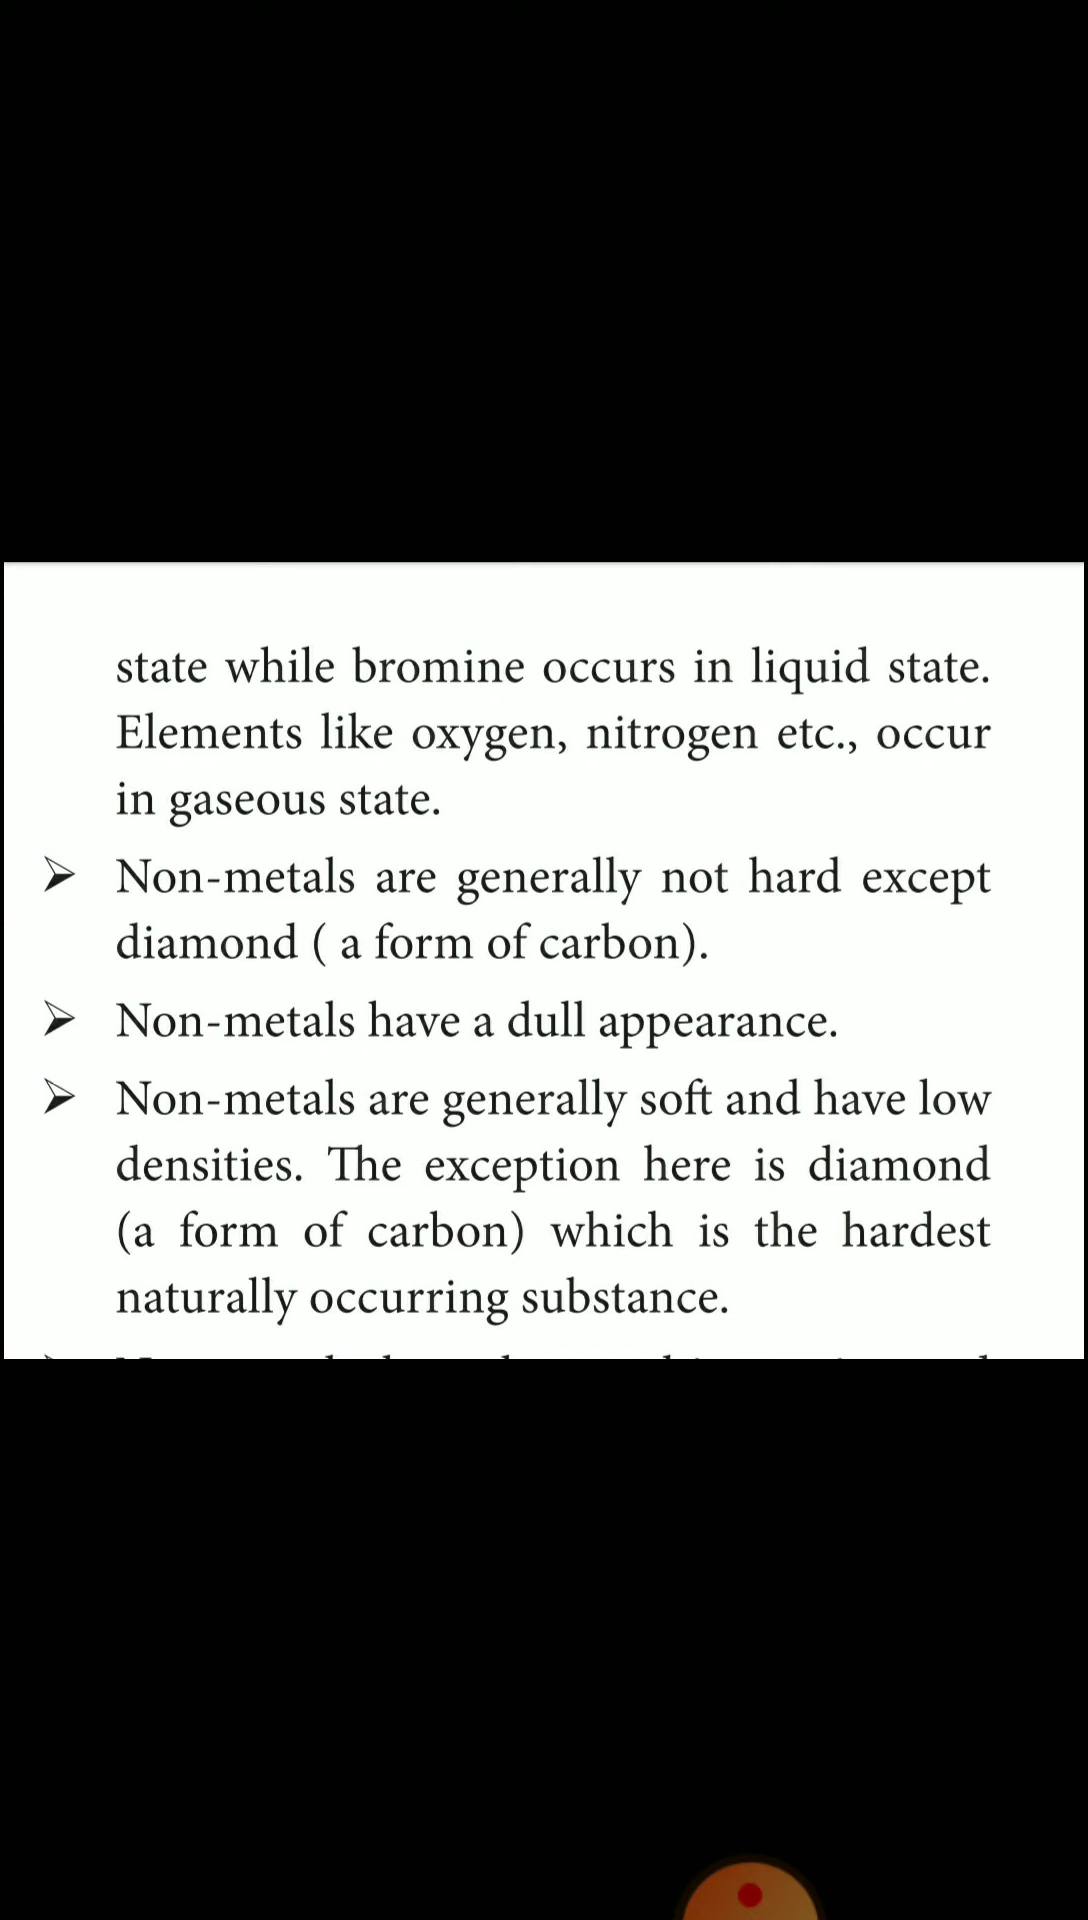 state while bromine occurs in liquid state.
Elements like oxygen, nitrogen etc., occur
in gaseous state.
➢ Non-metals are generally not hard except
diamond ( a form of carbon).
➢ Non-metals have a dull appearance.
➢ Non-metals are generally soft and have low
densities. The exception here is diamond
(a form of carbon) which is the hardest
naturally occurring substance.